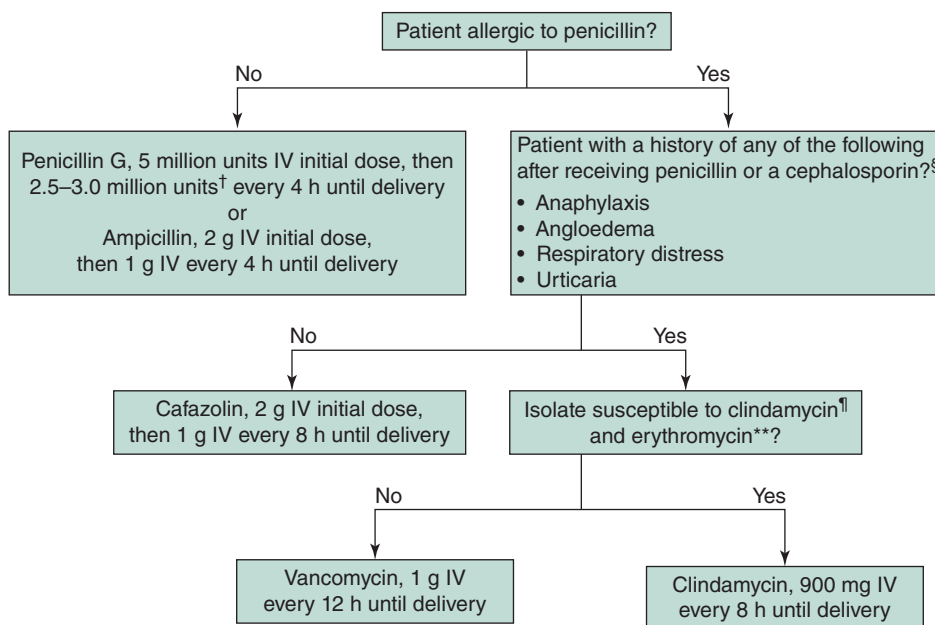 Patient allergic to penicillin?
No
Yes
Penicillin G, 5 million units IV initial dose, then
2.5–3.0 million units† every 4 h until delivery
or
Ampicillin, 2 g IV initial dose,
then 1 g IV every 4 h until delivery
Patient with a history of any of the following
after receiving penicillin or a cephalosporin?§
• Anaphylaxis
• Angloedema
• Respiratory distress
• Urticaria
No
Yes
Cafazolin, 2 g IV initial dose,
then 1 g IV every 8 h until delivery
Isolate susceptible to clindamycin¶
and erythromycin**?
No
Yes
Vancomycin, 1 g IV
every 12 h until delivery
Clindamycin, 900 mg IV
every 8 h until delivery